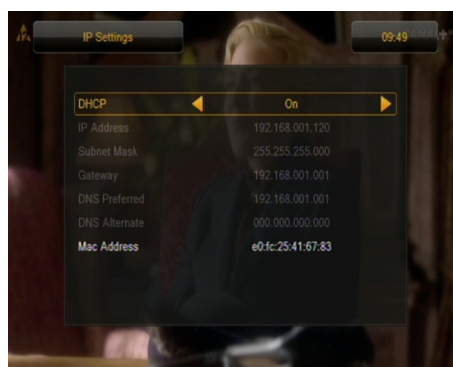 IP Settings
09:49
DHCP On
IP Address 192.168.001.120
Subnet Mask 255.255.255.000
Gateway 192.168.001.001
DNS Preferred 192.168.001.001
DNS Alternate 000.000.000.000
Mac Address e0:fc:25:41:67:83